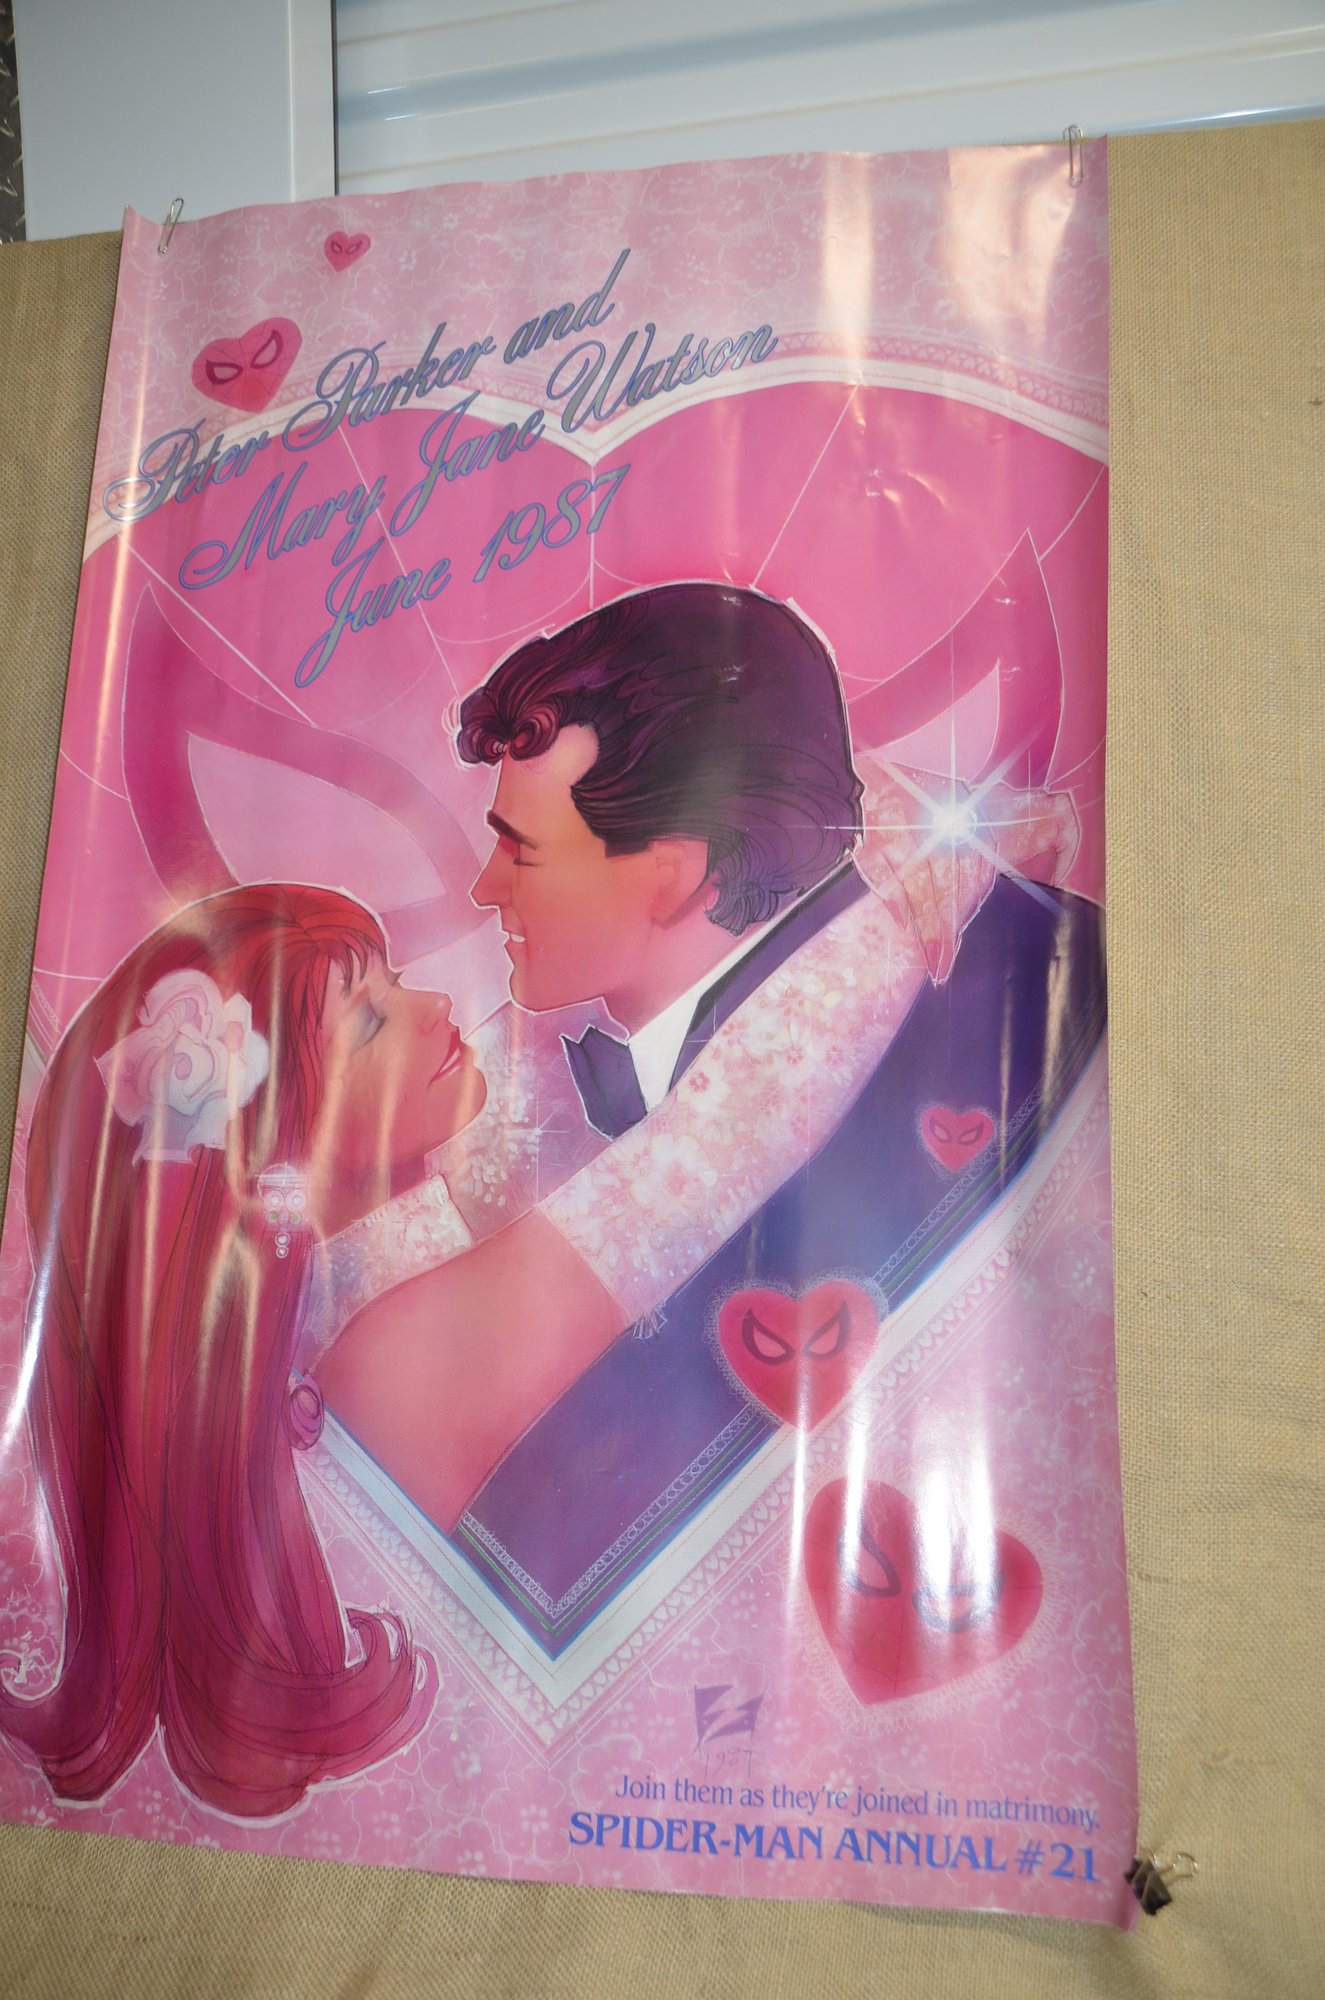 Peter Parker and
Mary Jane Watson
June 1987
1987
Join them as they're joined in matrimony.
SPIDER-MAN ANNUAL #21